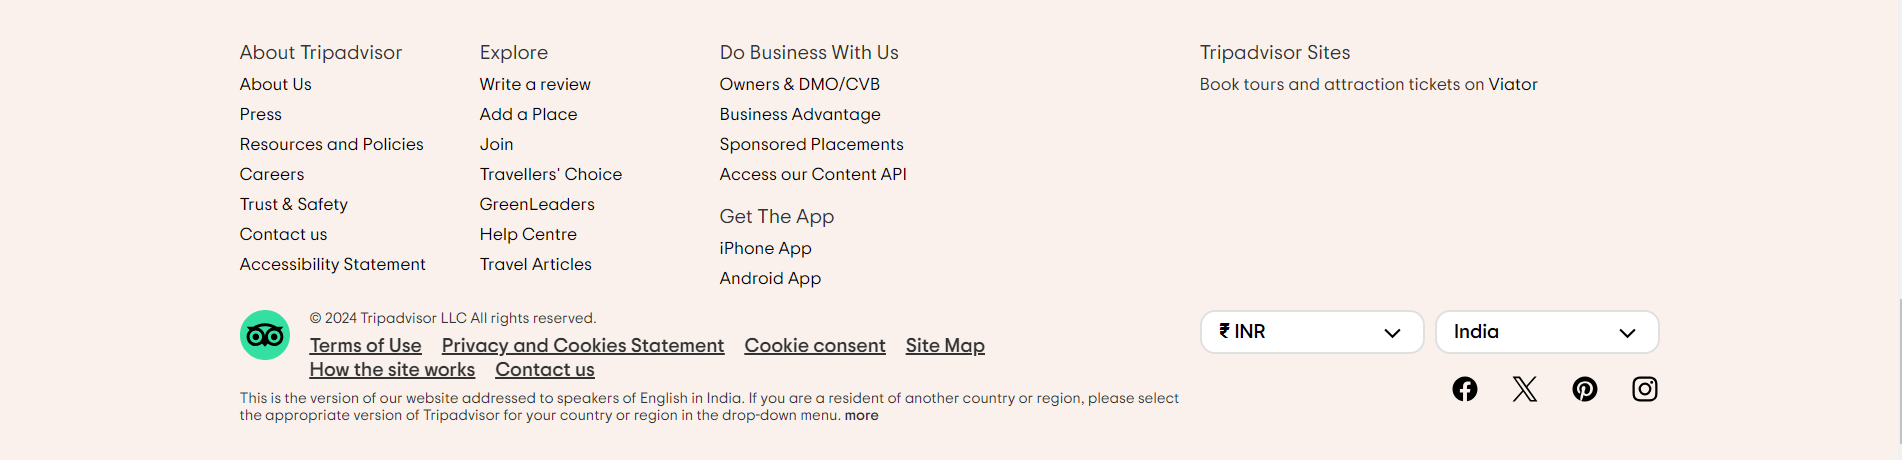 About Tripadvisor
About Us
Press
Resources and Policies
Careers
Trust & Safety
Contact us
Accessibility Statement
Explore
Write a review
Add a Place
Join
Travellers' Choice
GreenLeaders
Help Centre
Travel Articles
Do Business With Us
Owners & DMO/CVB
Business Advantage
Sponsored Placements
Access our Content API
Get The App
iPhone App
Android App
Tripadvisor Sites
Book tours and attraction tickets on Viator
© 2024 Tripadvisor LLC All rights reserved.
Terms of Use Privacy and Cookies Statement Cookie consent Site Map
How the site works Contact us
This is the version of our website addressed to speakers of English in India. If you are a resident of another country or region, please select
the appropriate version of Tripadvisor for your country or region in the drop-down menu. more
₹ INR
India